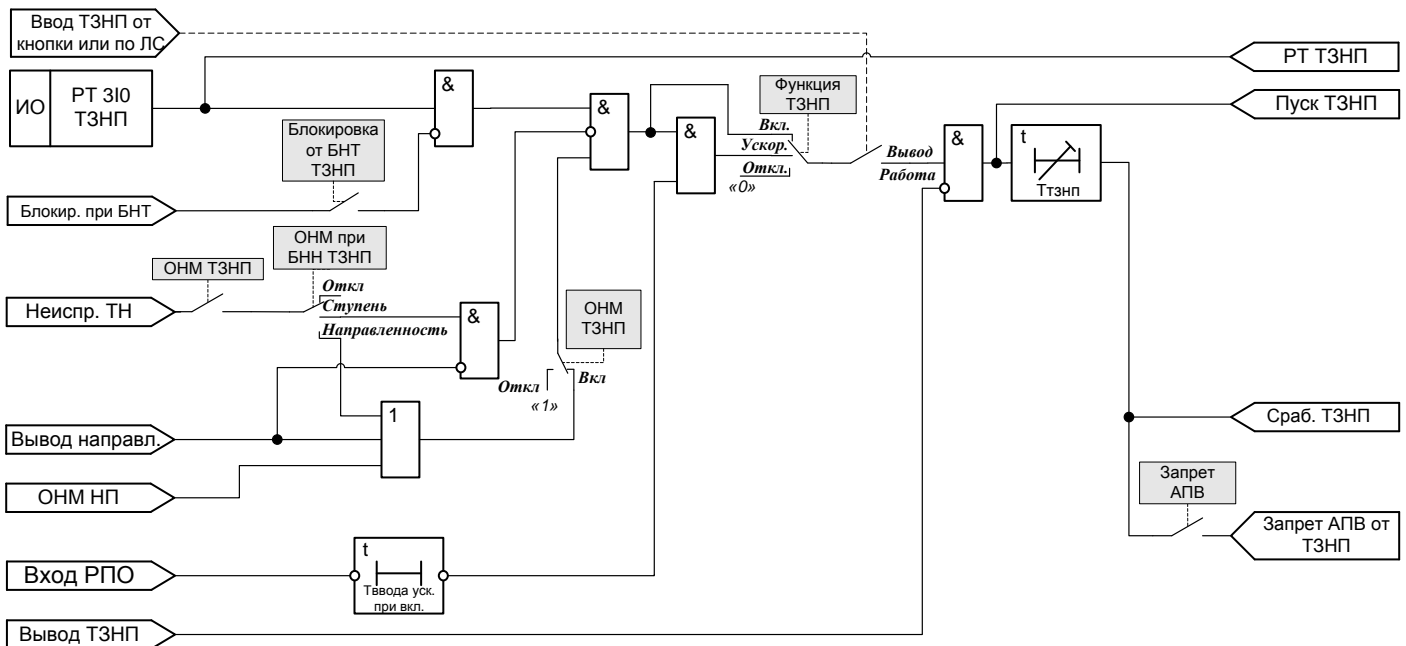 Ввод ТЗНП от
кнопки или по ЛС
ИО
РТ 3I0
ТЗНП
&
Блокировка
от БНТ
ТЗНП
Блокир. при БНТ
&
&
Функция
ТЗНП
Вкл.
Ускор.
Откл.
«0»
Вывод
Работа
&
t
Ттзнп
РТ ТЗНП
Пуск ТЗНП
ОНМ ТЗНП
ОНМ при
БНН ТЗНП
Неиспр. ТН
Откл
Ступень
Направленность
&
ОНМ
ТЗНП
Откл
Вкл
«1»
1
Вывод направл.
ОНМ НП
Сраб. ТЗНП
Запрет
АПВ
Запрет АПВ от
ТЗНП
Вход РПО
t
Тввода уск.
при вкл.
Вывод ТЗНП